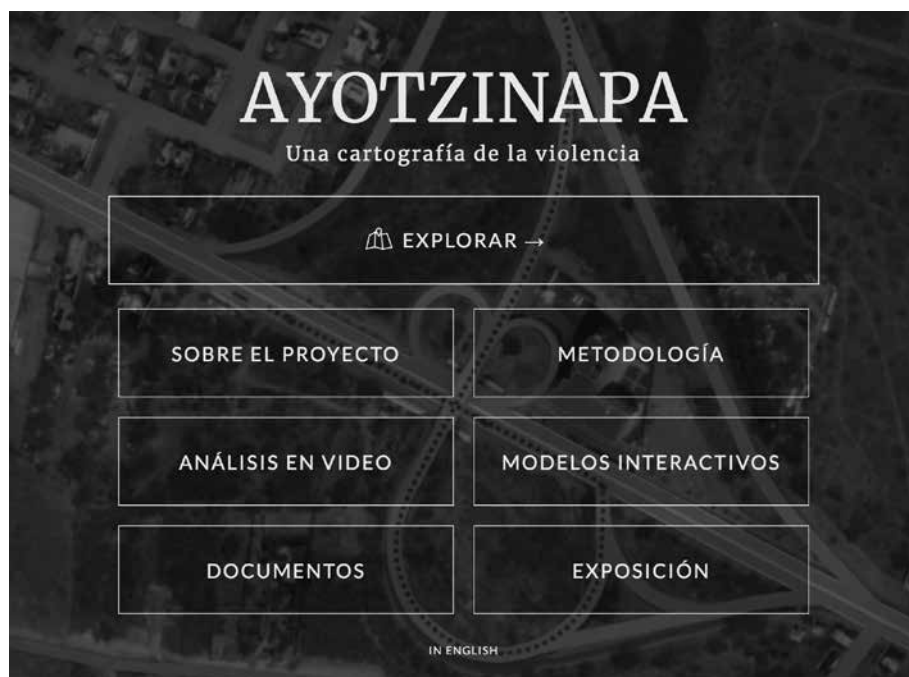 AYOTZINAPA
Una cartografía de la violencia
EXPLORAR →
SOBRE EL PROYECTO
METODOLOGÍA
ANÁLISIS EN VIDEO
MODELOS INTERACTIVOS
DOCUMENTOS
EXPOSICIÓN
IN ENGLISH